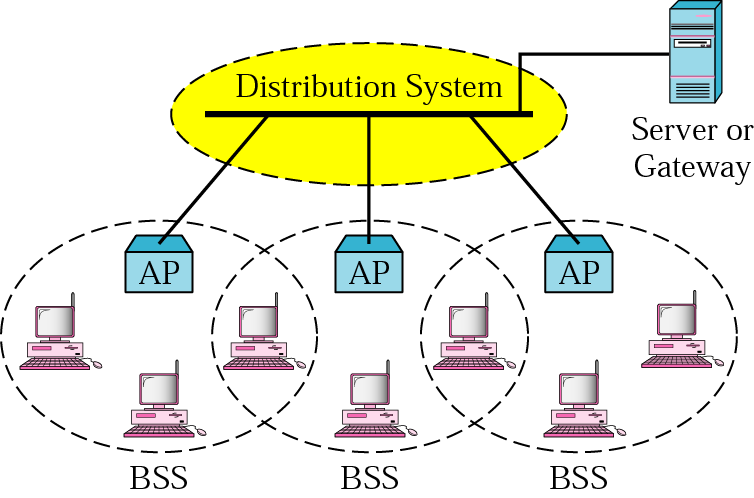 Distribution System
Server or
Gateway
AP
AP
AP
BSS
BSS
BSS